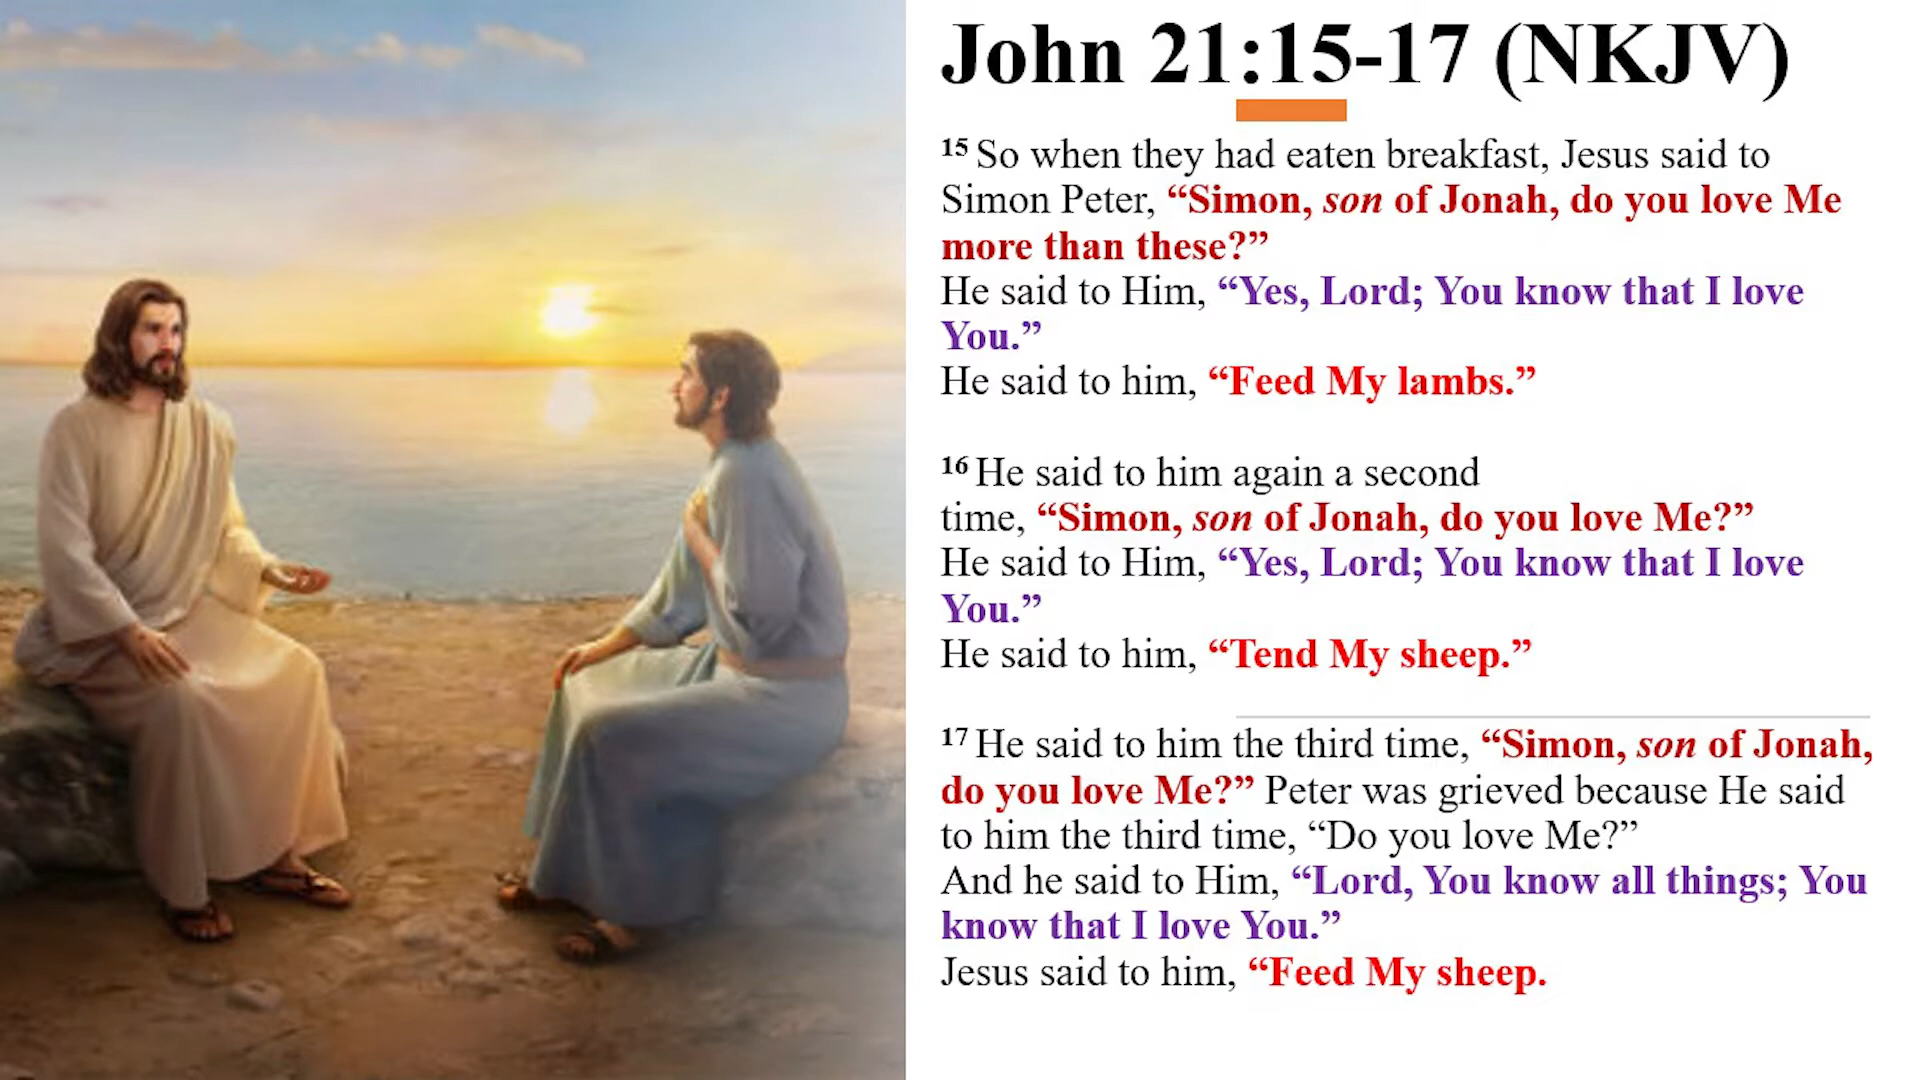 John 21:15-17 (NKJV)
15 So when they had eaten breakfast, Jesus said to
Simon Peter, “Simon, son of Jonah, do you love Me
more than these?”
He said to Him, “Yes, Lord; You know that I love
You.”
He said to him, “Feed My lambs.”
16 He said to him again a second
time, “Simon, son of Jonah, do you love Me?”
He said to Him, “Yes, Lord; You know that I love
You.”
He said to him, “Tend My sheep.”
17 He said to him the third time, “Simon, son of Jonah,
do you love Me?” Peter was grieved because He said
to him the third time, “Do you love Me?”
And he said to Him, “Lord, You know all things; You
know that I love You.”
Jesus said to him, “Feed My sheep.